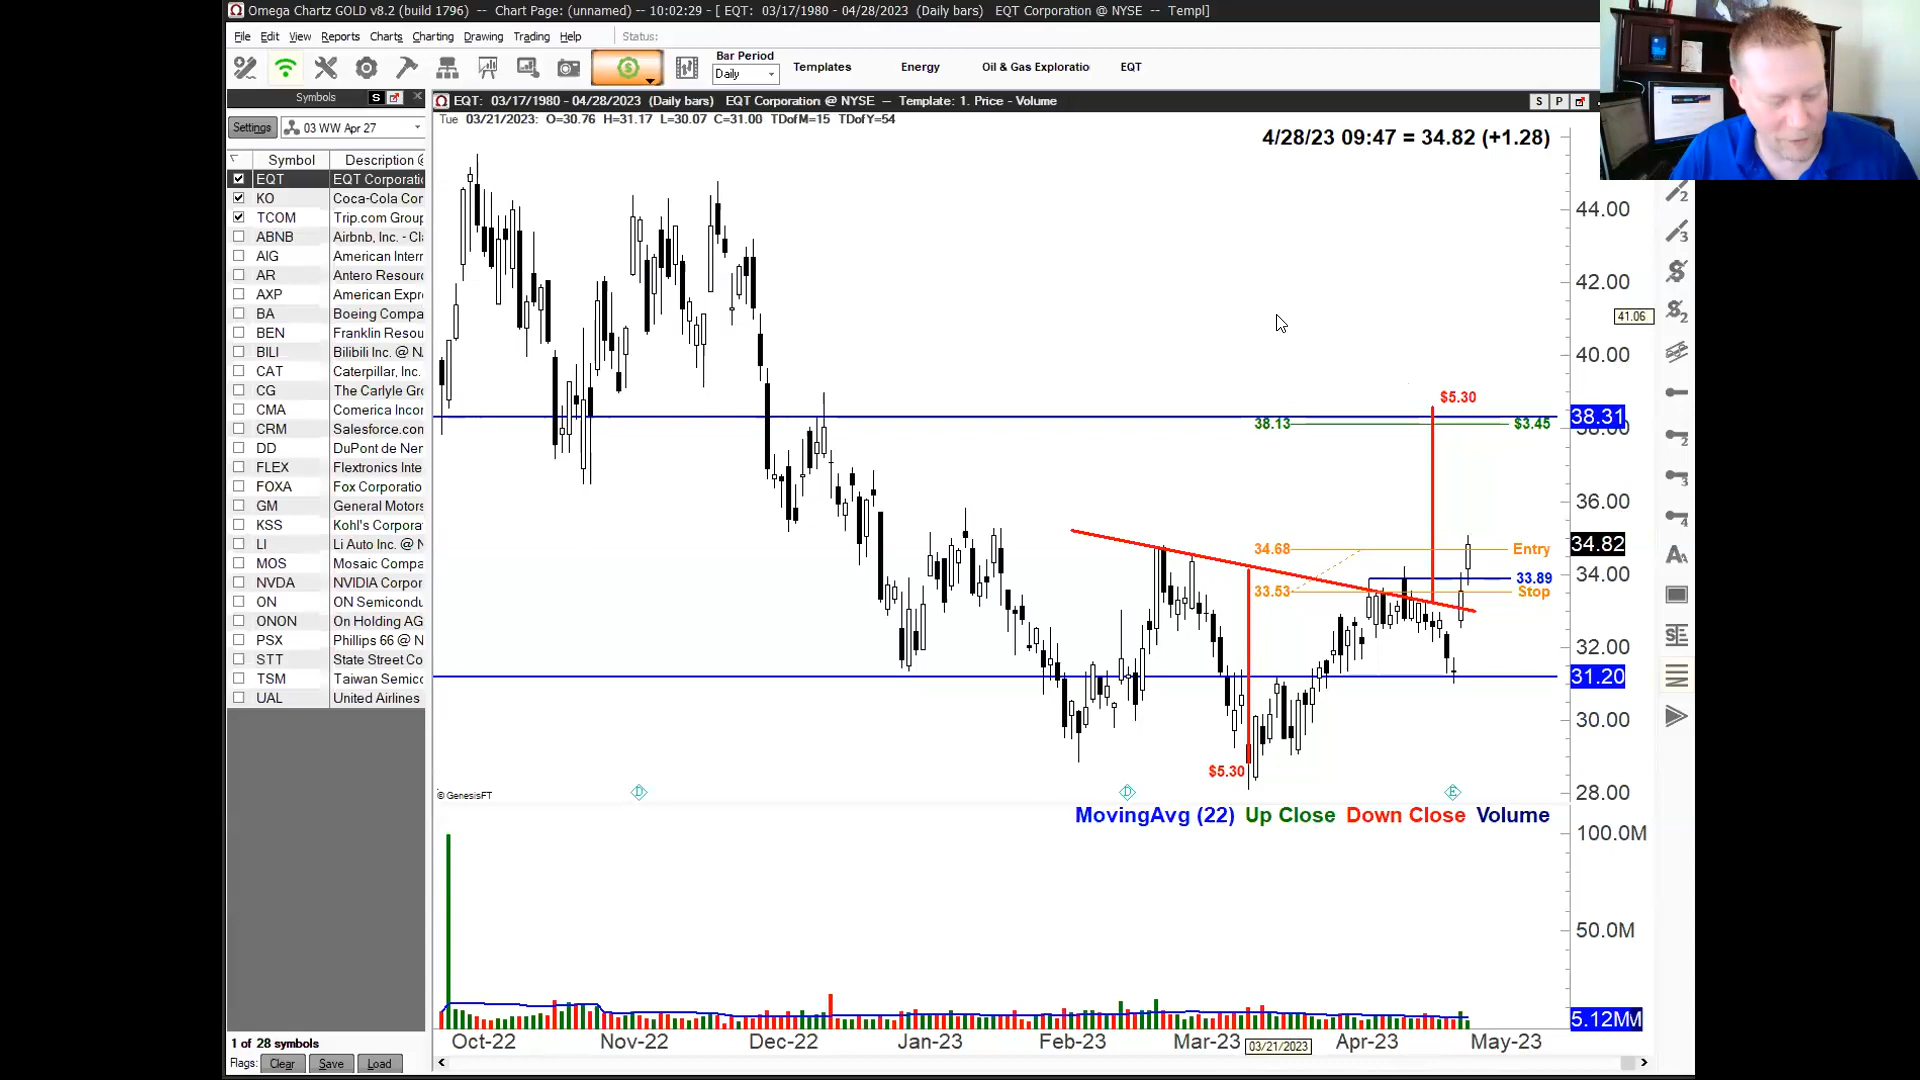 Omega Chartz GOLD v8.2 (build 1796) -- Chart Page: (unnamed) -- 10:02:29 - [ EQT: 03/17/1980 - 04/28/2023 (Daily bars) EQT Corporation @ NYSE -- Templ]
File Edit View Reports Charts Charting Drawing Trading Help Status:
Bar Period
Daily
Templates Energy Oil & Gas Exploratio EQT
Symbols S
EQT: 03/17/1980 - 04/28/2023 (Daily bars) EQT Corporation @ NYSE -- Template: 1. Price - Volume S P
Settings 03 WW Apr 27
Tue 03/21/2023: O=30.76 H=31.17 L=30.07 C=31.00 TDofM=15 TDofY=54
4/28/23 09:47 = 34.82 (+1.28)
Symbol Description (
EQT EQT Corporati
KO Coca-Cola Cor
TCOM Trip.com Group
ABNB Airbnb, Inc. - Cl
AIG American Intern
AR Antero Resourc
AXP American Expre
BA Boeing Compa
BEN Franklin Resou
BILI Bilibili Inc. @ N
CAT Caterpillar, Inc.
CG The Carlyle Gr
CMA Comerica Incor
CRM Salesforce.com
DD DuPont de Nem
FLEX Flextronics Inte
FOXA Fox Corporatio
GM General Motors
KSS Kohl's Corpora
LI Li Auto Inc. @ N
MOS Mosaic Compa
NVDA NVIDIA Corpor
ON ON Semicondu
ONON On Holding AG
PSX Phillips 66 @ N
STT State Street Co
TSM Taiwan Semico
UAL United Airlines
44.00
42.00
41.06
40.00
38.31
38.00
36.00
34.82
34.00
32.00
31.20
30.00
28.00
$5.30
38.13 $3.45
34.68 Entry
33.89
33.53 Stop
$5.30
D D E
© GenesisFT
MovingAvg (22) Up Close Down Close Volume
100.0M
50.0M
5.12MM
Oct-22 Nov-22 Dec-22 Jan-23 Feb-23 Mar-23 03/21/2023 Apr-23 May-23
1 of 28 symbols
Flags: Clear Save Load
2
3
2
2
3
4
AA